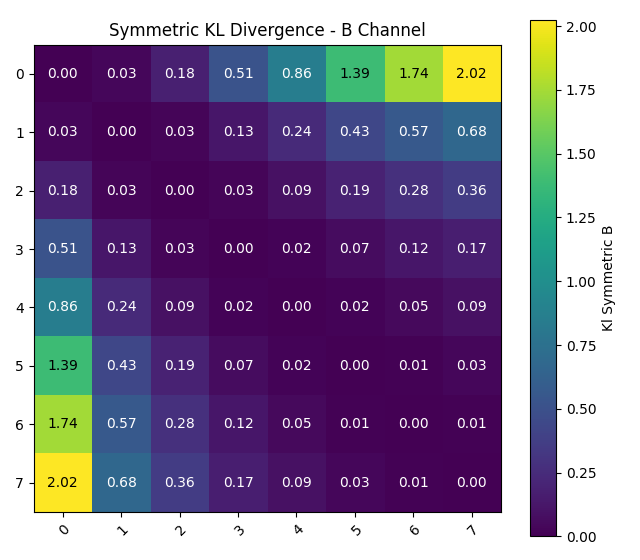 Symmetric KL Divergence - B Channel
0 0.00 0.03 0.18 0.51 0.86 1.39 1.74 2.02
1 0.03 0.00 0.03 0.13 0.24 0.43 0.57 0.68
2 0.18 0.03 0.00 0.03 0.09 0.19 0.28 0.36
3 0.51 0.13 0.03 0.00 0.02 0.07 0.12 0.17
4 0.86 0.24 0.09 0.02 0.00 0.02 0.05 0.09
5 1.39 0.43 0.19 0.07 0.02 0.00 0.01 0.03
6 1.74 0.57 0.28 0.12 0.05 0.01 0.00 0.01
7 2.02 0.68 0.36 0.17 0.09 0.03 0.01 0.00
0 1 2 3 4 5 6 7
2.00
1.75
1.50
1.25
1.00
0.75
0.50
0.25
0.00
Kl Symmetric B